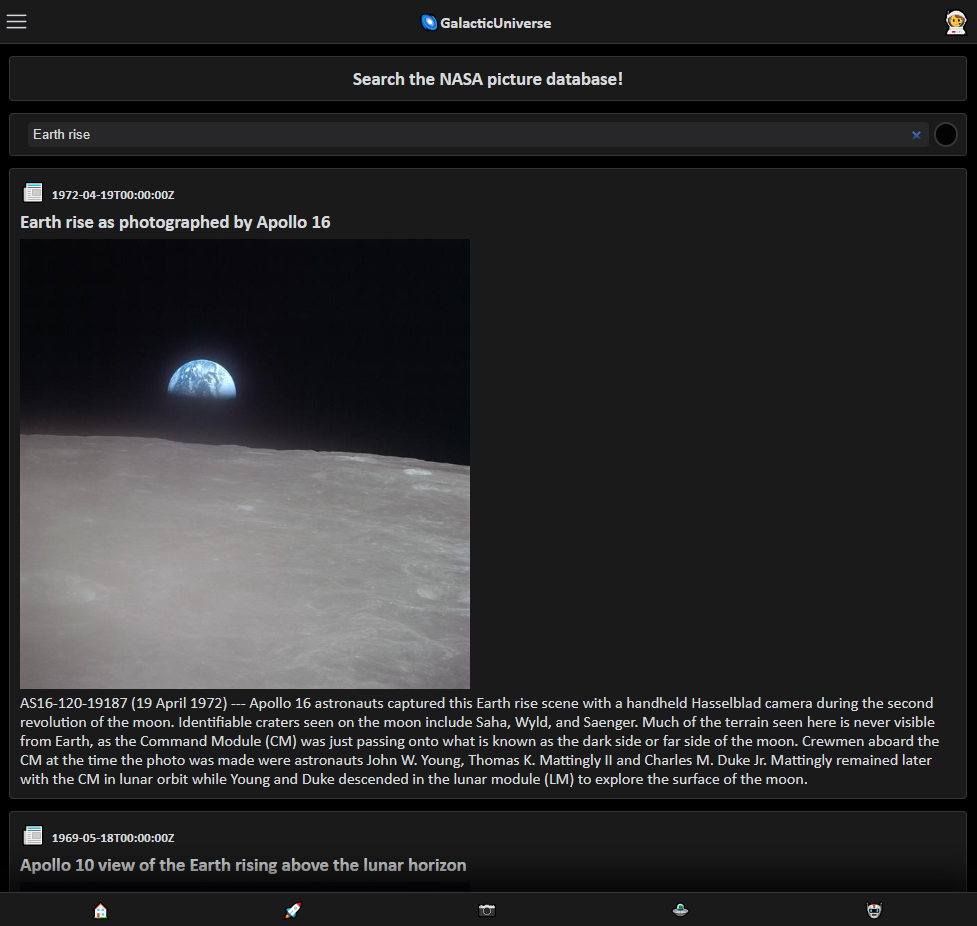 GalacticUniverse
Search the NASA picture database!
Earth rise
1972-04-19T00:00:00Z
Earth rise as photographed by Apollo 16
AS16-120-19187 (19 April 1972) --- Apollo 16 astronauts captured this Earth rise scene with a handheld Hasselblad camera during the second
revolution of the moon. Identifiable craters seen on the moon include Saha, Wyld, and Saenger. Much of the terrain seen here is never visible
from Earth, as the Command Module (CM) was just passing onto what is known as the dark side or far side of the moon. Crewmen aboard the
CM at the time the photo was made were astronauts John W. Young, Thomas K. Mattingly II and Charles M. Duke Jr. Mattingly remained later
with the CM in lunar orbit while Young and Duke descended in the lunar module (LM) to explore the surface of the moon.
1969-05-18T00:00:00Z
Apollo 10 view of the Earth rising above the lunar horizon